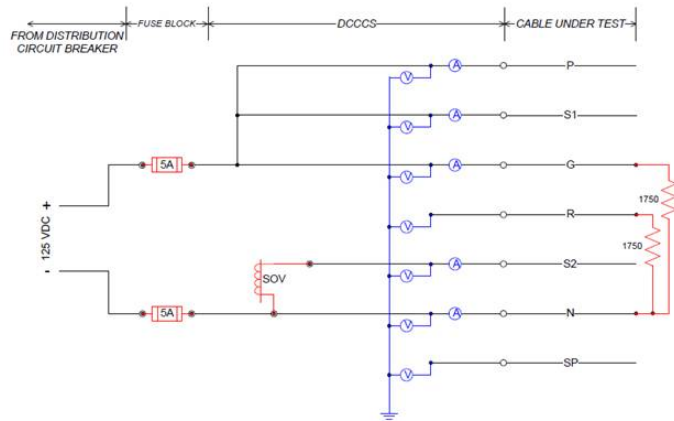 FROM DISTRIBUTION
CIRCUIT BREAKER
FUSE BLOCK
DCCCS
CABLE UNDER TEST
V A P
V A S1
5A V A G
1750
+
125 VDC
-
V R
1750
SOV V A S2
5A V A N
V SP